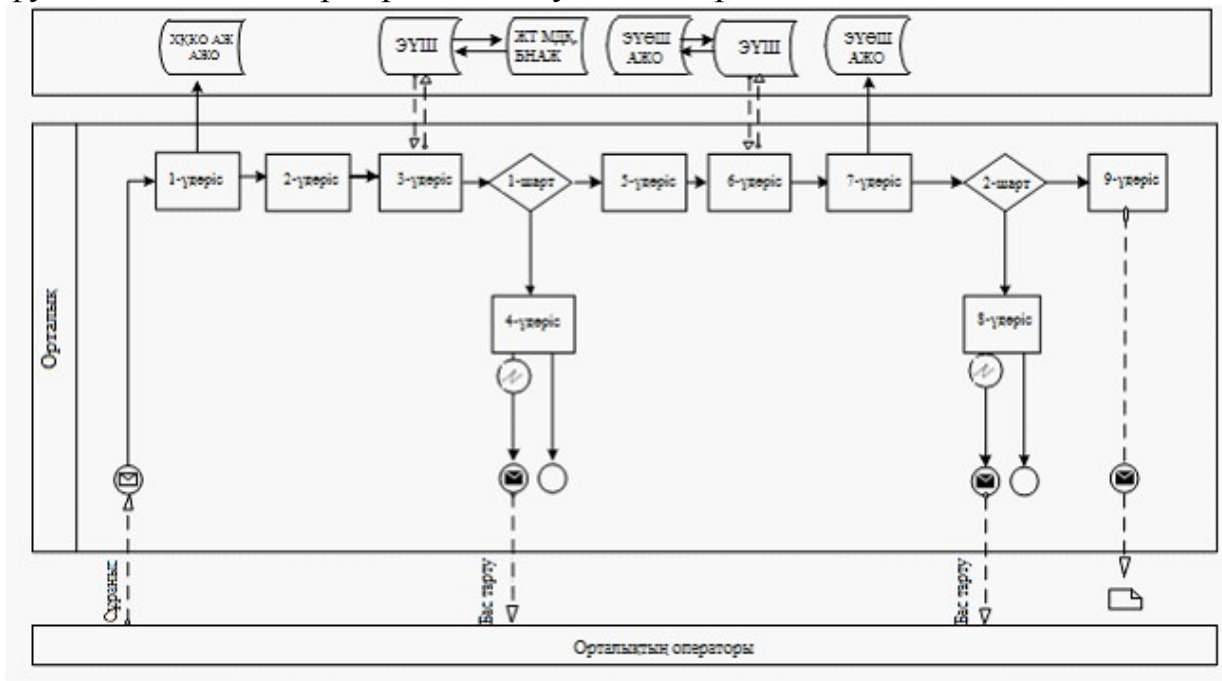 ХҚКО АЖ
АЖО
ЭҮШ
ЖТ МДҚ,
БНАЖ
ЭҮӨШ
АЖО
ЭҮШ
ЭҮӨШ
АЖО
1-үдеріс
2-үдеріс
3-үдеріс
1-шарт
5-үдеріс
6-үдеріс
7-үдеріс
2-шарт
9-үдеріс
4-үдеріс
8-үдеріс
Орталық
Сұраныс
Бас тарту
Бас тарту
Орталықтың операторы